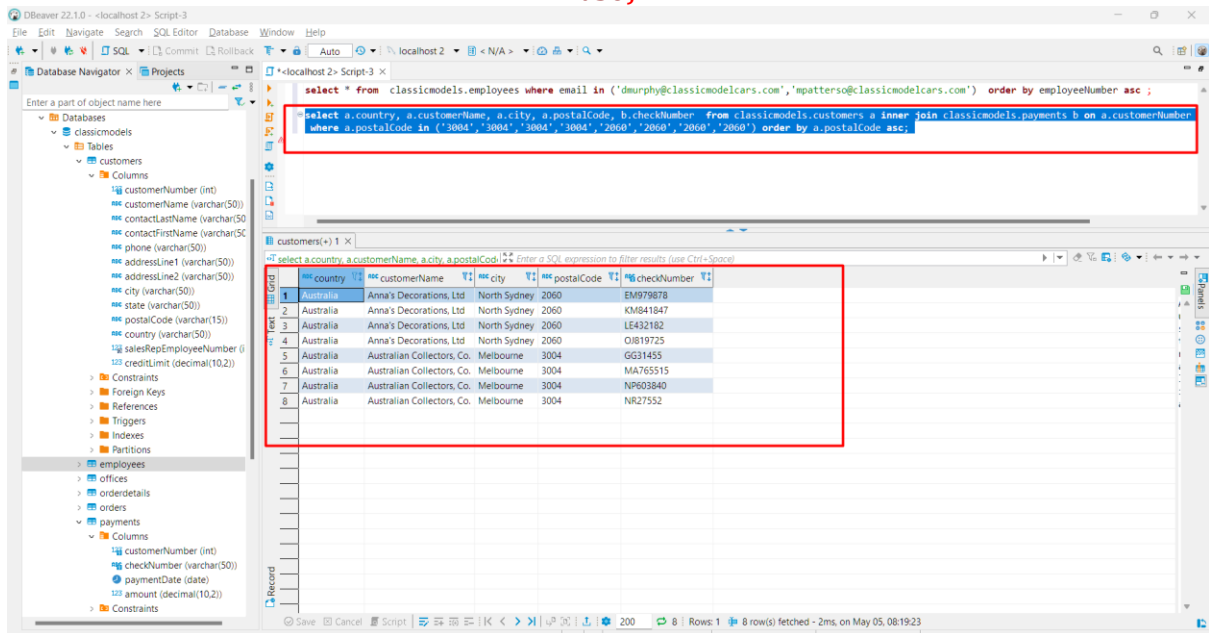 DBeaver 22.1.0 - <localhost 2> Script-3
File Edit Navigate Search SQL Editor Database Window Help
SQL Commit Rollback Auto localhost 2 < N/A >
Database Navigator Projects
*<localhost 2> Script-3
Enter a part of object name here
select * from classicmodels.employees where email in ('dmurphy@classicmodelcars.com','mpatterso@classicmodelcars.com') order by employeeNumber asc ;
select a.country, a.customerName, a.city, a.postalCode, b.checkNumber from classicmodels.customers a inner join classicmodels.payments b on a.customerNumber
where a.postalCode in ('3004','3004','3004','3004','2060','2060','2060','2060') order by a.postalCode asc;
Databases
classicmodels
Tables
customers
Columns
customerNumber (int)
customerName (varchar(50))
contactLastName (varchar(50
contactFirstName (varchar(5
phone (varchar(50))
addressLine1 (varchar(50))
addressLine2 (varchar(50))
city (varchar(50))
state (varchar(50))
postalCode (varchar(15))
country (varchar(50))
salesRepEmployeeNumber (i
creditLimit (decimal(10,2))
Constraints
Foreign Keys
References
Triggers
Indexes
Partitions
employees
offices
orderdetails
orders
payments
Columns
customerNumber (int)
checkNumber (varchar(50))
paymentDate (date)
amount (decimal(10,2))
Constraints
customers(+) 1
select a.country, a.customerName, a.city, a.postalCod Enter a SQL expression to filter results (use Ctrl+Space)
Grid
Text
Record
Panels
country customerName city postalCode checkNumber
1 Australia Anna's Decorations, Ltd North Sydney 2060 EM979878
2 Australia Anna's Decorations, Ltd North Sydney 2060 KM841847
3 Australia Anna's Decorations, Ltd North Sydney 2060 LE432182
4 Australia Anna's Decorations, Ltd North Sydney 2060 OJ819725
5 Australia Australian Collectors, Co. Melbourne 3004 GG31455
6 Australia Australian Collectors, Co. Melbourne 3004 MA765515
7 Australia Australian Collectors, Co. Melbourne 3004 NP603840
8 Australia Australian Collectors, Co. Melbourne 3004 NR27552
Save Cancel Script 200 8 Rows: 1 8 row(s) fetched - 2ms, on May 05, 08:19:23